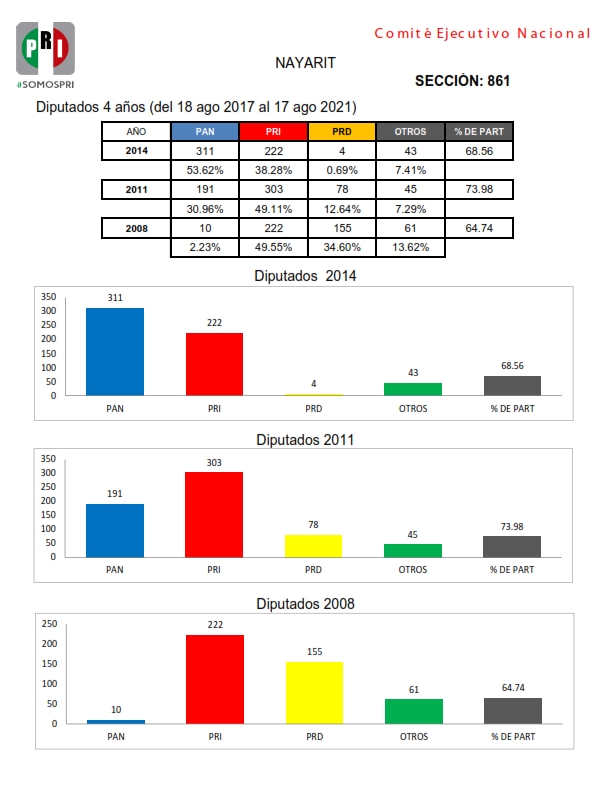 Comité Ejecutivo Nacional
PRI
#SOMOSPRI
NAYARIT
SECCIÓN: 861
Diputados 4 años (del 18 ago 2017 al 17 ago 2021)
AÑO PAN PRI PRD OTROS % DE PART
2014 311 222 4 43 68.56
53.62% 38.28% 0.69% 7.41%
2011 191 303 78 45 73.98
30.96% 49.11% 12.64% 7.29%
2008 10 222 155 61 64.74
2.23% 49.55% 34.60% 13.62%
Diputados 2014
350
300
250
200
150
100
50
0
311
222
4
43
68.56
PAN PRI PRD OTROS % DE PART
Diputados 2011
350
300
250
200
150
100
50
0
191
303
78
45
73.98
PAN PRI PRD OTROS % DE PART
Diputados 2008
250
200
150
100
50
0
10
222
155
61
64.74
PAN PRI PRD OTROS % DE PART